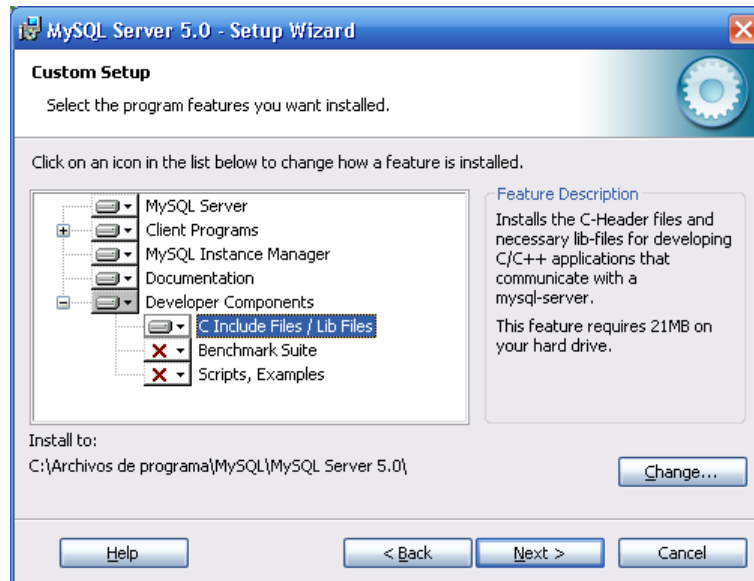 MySQL Server 5.0 - Setup Wizard
Custom Setup
Select the program features you want installed.
Click on an icon in the list below to change how a feature is installed.
MySQL Server
Client Programs
MySQL Instance Manager
Documentation
Developer Components
C Include Files / Lib Files
Benchmark Suite
Scripts, Examples
Feature Description
Installs the C-Header files and
necessary lib-files for developing
C/C++ applications that
communicate with a
mysql-server.
This feature requires 21MB on
your hard drive.
Install to:
C:\Archivos de programa\MySQL\MySQL Server 5.0\
Change...
Help
< Back
Next >
Cancel